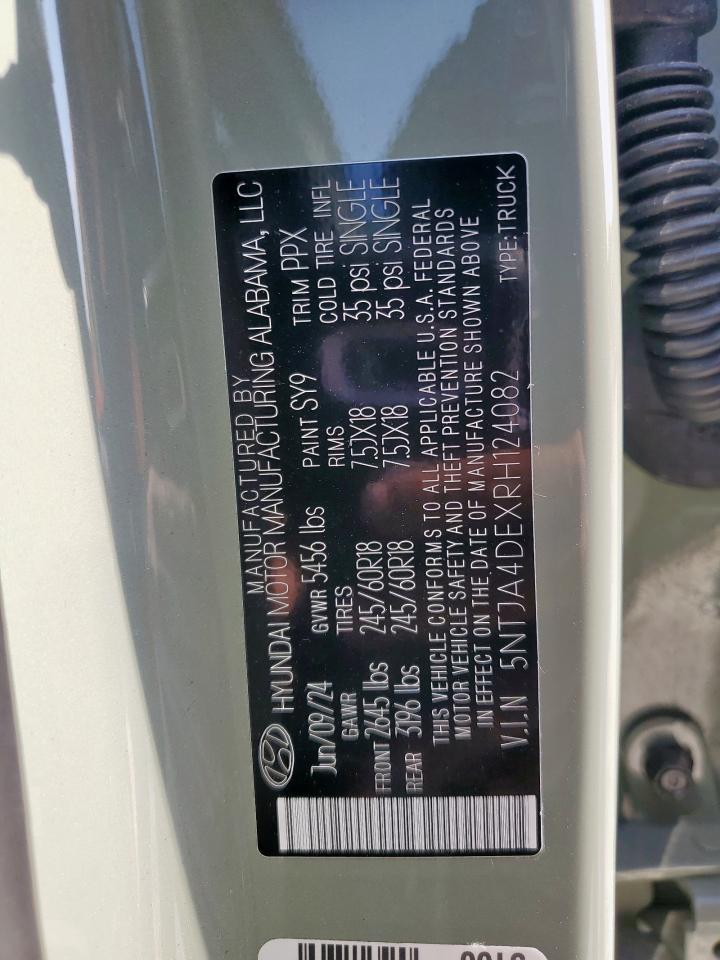 MANUFACTURED BY
HYUNDAI MOTOR MANUFACTURING ALABAMA, LLC
Jun/09/24 GVWR 5456 lbs PAINT SY9 TRIM PPX
GAWR TIRES RIMS COLD TIRE INFL
FRONT 2645 lbs 245/60R18 7.5JX18 35 psi SINGLE
REAR 3196 lbs 245/60R18 7.5JX18 35 psi SINGLE
THIS VEHICLE CONFORMS TO ALL APPLICABLE U.S.A. FEDERAL
MOTOR VEHICLE SAFETY AND THEFT PREVENTION STANDARDS
IN EFFECT ON THE DATE OF MANUFACTURE SHOWN ABOVE
V.I.N 5NTJA4DEXRH124082 TYPE:TRUCK